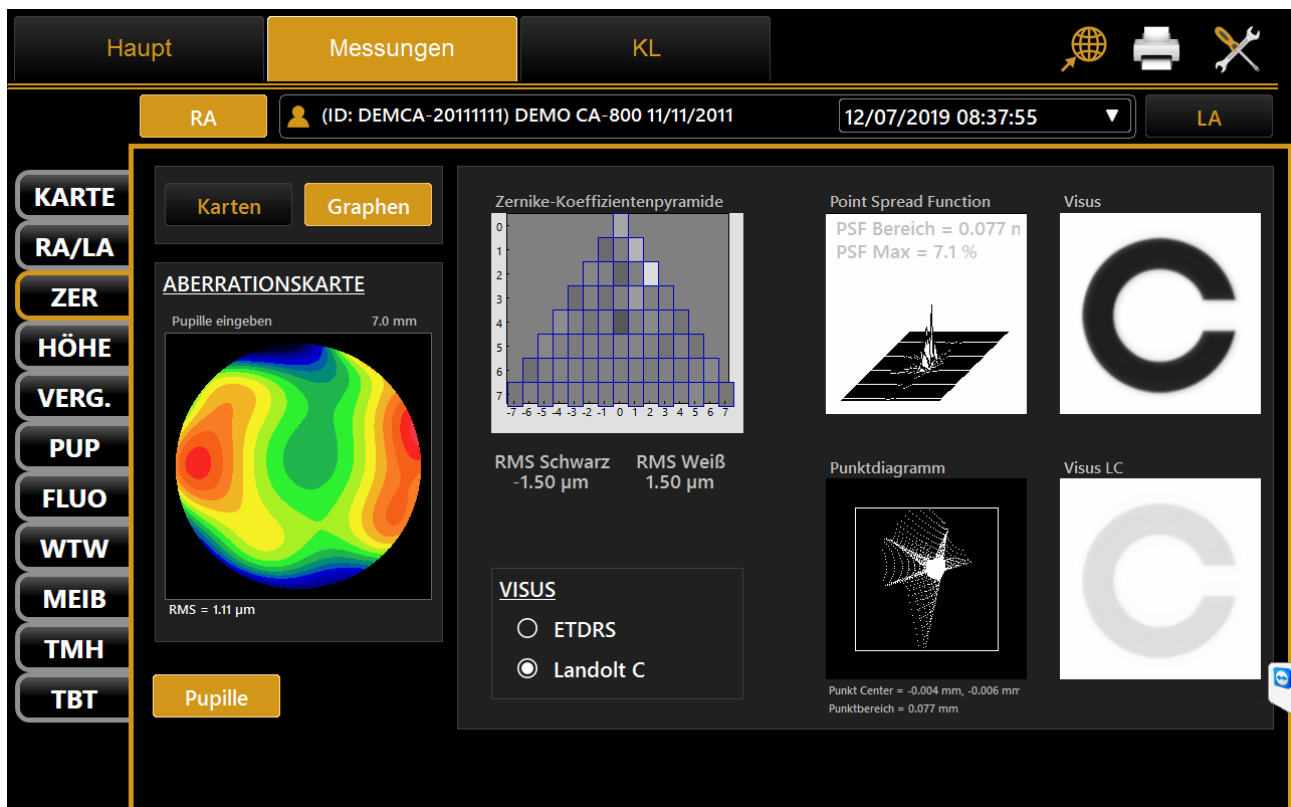 Haupt
Messungen
KL
RA
(ID: DEMCA-20111111) DEMO CA-800 11/11/2011
12/07/2019 08:37:55
LA
KARTE
RA/LA
ZER
HÖHE
VERG.
PUP
FLUO
WTW
MEIB
TMH
TBT
Karten
Graphen
ABERRATIONSKARTE
Pupille eingeben 7.0 mm
RMS = 1.11 µm
Pupille
Zernike-Koeffizientenpyramide
0
1
2
3
4
5
6
7
-7 -6 -5 -4 -3 -2 -1 0 1 2 3 4 5 6 7
RMS Schwarz RMS Weiß
-1.50 µm 1.50 µm
VISUS
ETDRS
Landolt C
Point Spread Function
PSF Bereich = 0.077
PSF Max = 7.1 %
Punktdiagramm
Punkt Center = -0.004 mm, -0.006 mm
Punktbereich = 0.077 mm
Visus
Visus LC